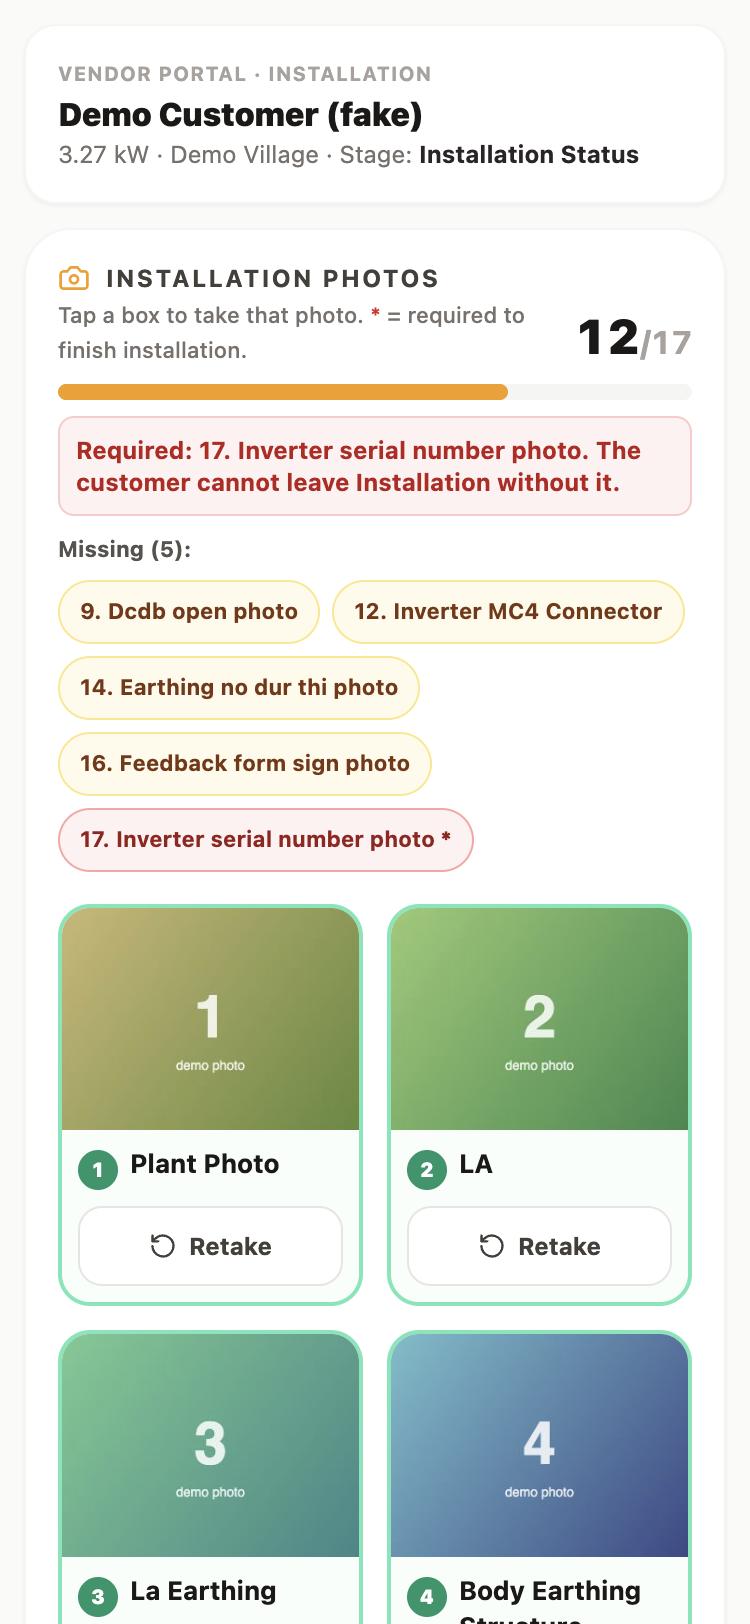 VENDOR PORTAL · INSTALLATION
Demo Customer (fake)
3.27 kW · Demo Village · Stage: Installation Status
INSTALLATION PHOTOS
Tap a box to take that photo. * = required to
finish installation.
12/17
Required: 17. Inverter serial number photo. The
customer cannot leave Installation without it.
Missing (5):
9. Dcdb open photo
12. Inverter MC4 Connector
14. Earthing no dur thi photo
16. Feedback form sign photo
17. Inverter serial number photo *
1
demo photo
1 Plant Photo
Retake
2
demo photo
2 LA
Retake
3
demo photo
3 La Earthing
4
demo photo
4 Body Earthing